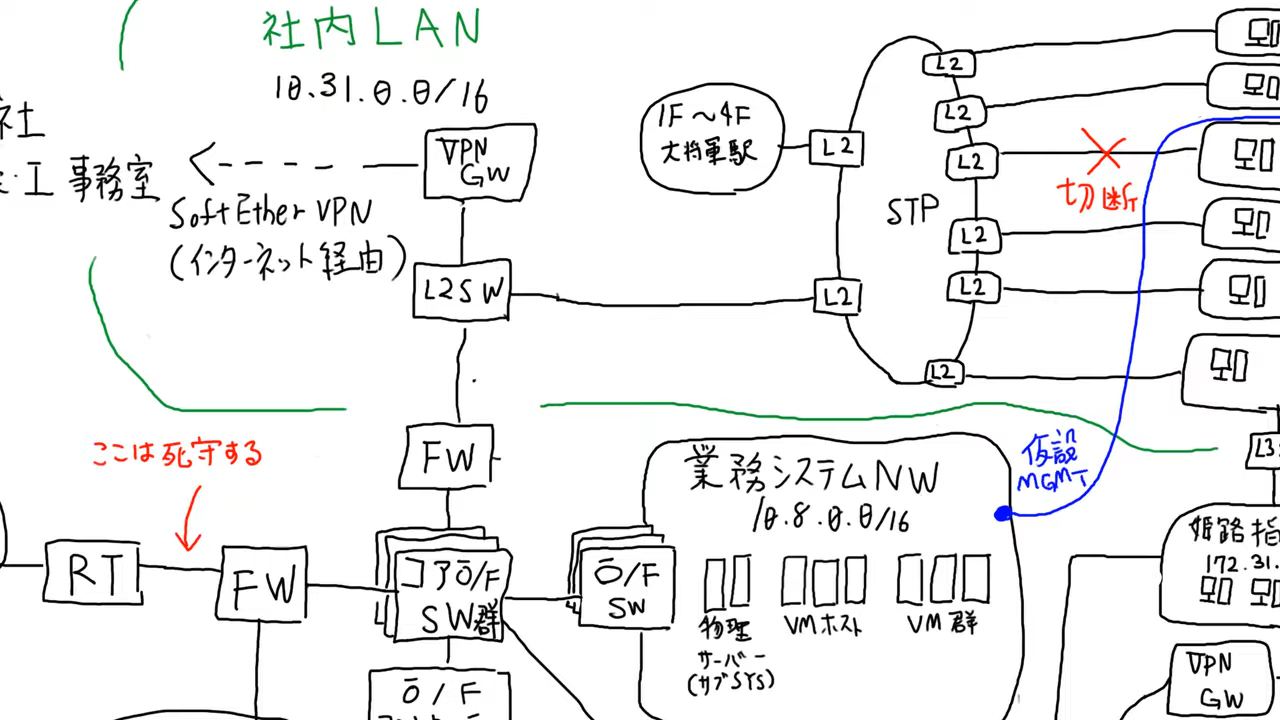 社内LAN
10.31.0.0/16
社
工事務室
VPN
GW
SoftEther VPN
(インターネット経由)
L2SW
FW
1F～4F
大将軍駅
L2
L2
STP
L2
L2
L2
L2
L2
L2
切断
仮設
MGMT
ここは死守する
RT
FW
コアO/F
SW群
O/F
SW
O/F
業務システムNW
10.8.0.0/16
物理
サーバー
(サブSYS)
VMホスト
VM群
L3
姫路指
172.31.
VPN
GW